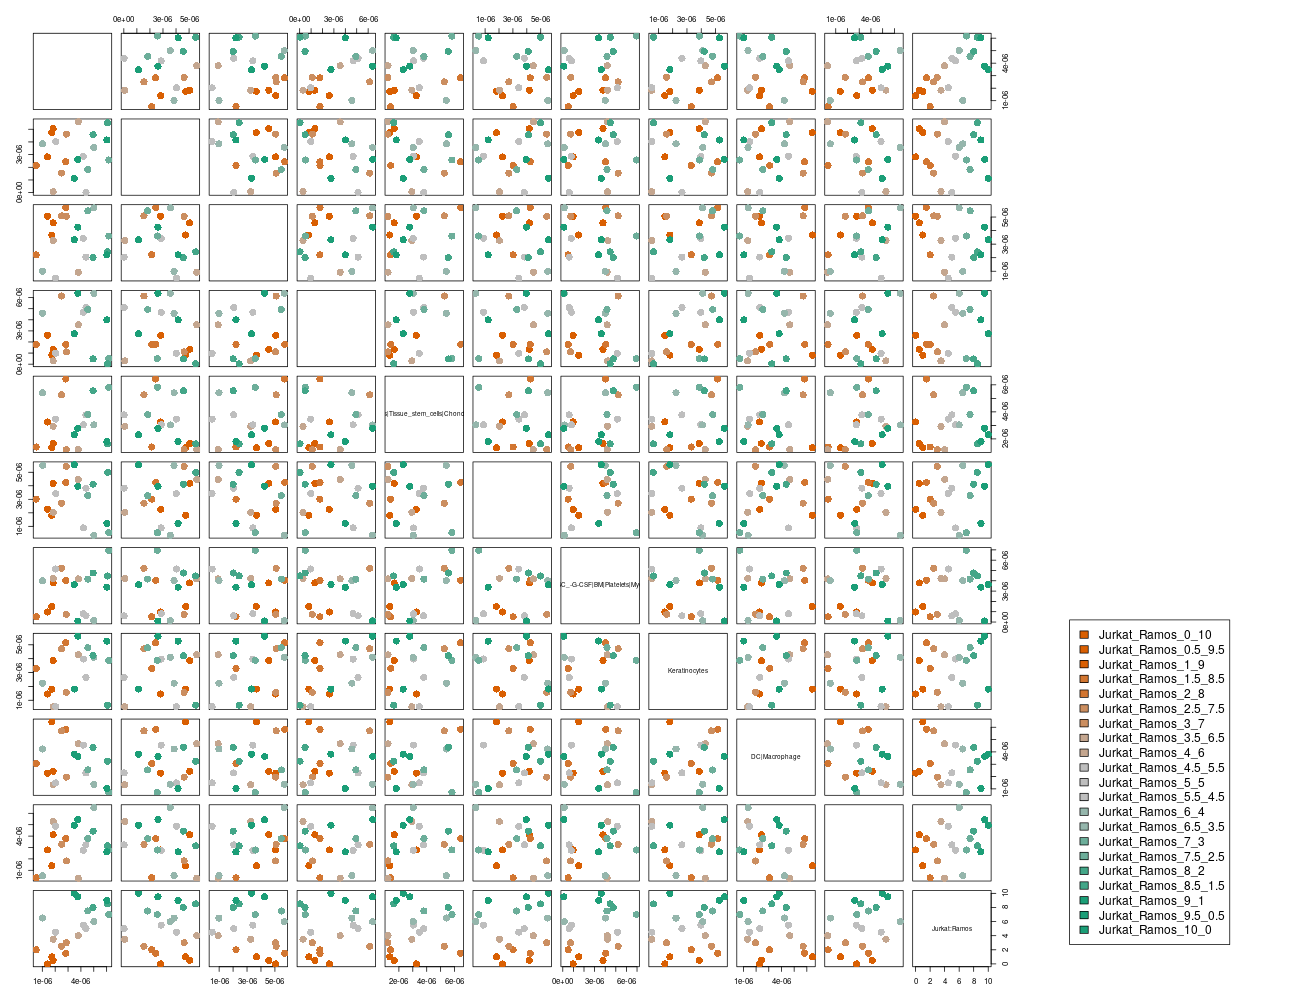 0e+00 3e-06 5e-06 0e+00 3e-06 6e-06 1e-06 3e-06 5e-06 1e-06 3e-06 5e-06 1e-06 4e-06
1e-06 4e-06
0e+00 3e-06
1e-06 3e-06 5e-06
0e+00 3e-06 6e-06
s|Tissue_stem_cells|Chond
2e-06 4e-06 6e-06
1e-06 3e-06 5e-06
C_-G-CSF|BM|Platelets|My
0e+00 3e-06 6e-06
1e-06 3e-06 5e-06
Keratinocytes
DC|Macrophage
1e-06 4e-06
1e-06 4e-06
Jurkat:Ramos
0 2 4 6 8 10
1e-06 4e-06 1e-06 3e-06 5e-06 2e-06 4e-06 6e-06 0e+00 3e-06 6e-06 1e-06 4e-06 0 2 4 6 8 10
Jurkat_Ramos_0_10
Jurkat_Ramos_0.5_9.5
Jurkat_Ramos_1_9
Jurkat_Ramos_1.5_8.5
Jurkat_Ramos_2_8
Jurkat_Ramos_2.5_7.5
Jurkat_Ramos_3_7
Jurkat_Ramos_3.5_6.5
Jurkat_Ramos_4_6
Jurkat_Ramos_4.5_5.5
Jurkat_Ramos_5_5
Jurkat_Ramos_5.5_4.5
Jurkat_Ramos_6_4
Jurkat_Ramos_6.5_3.5
Jurkat_Ramos_7_3
Jurkat_Ramos_7.5_2.5
Jurkat_Ramos_8_2
Jurkat_Ramos_8.5_1.5
Jurkat_Ramos_9_1
Jurkat_Ramos_9.5_0.5
Jurkat_Ramos_10_0